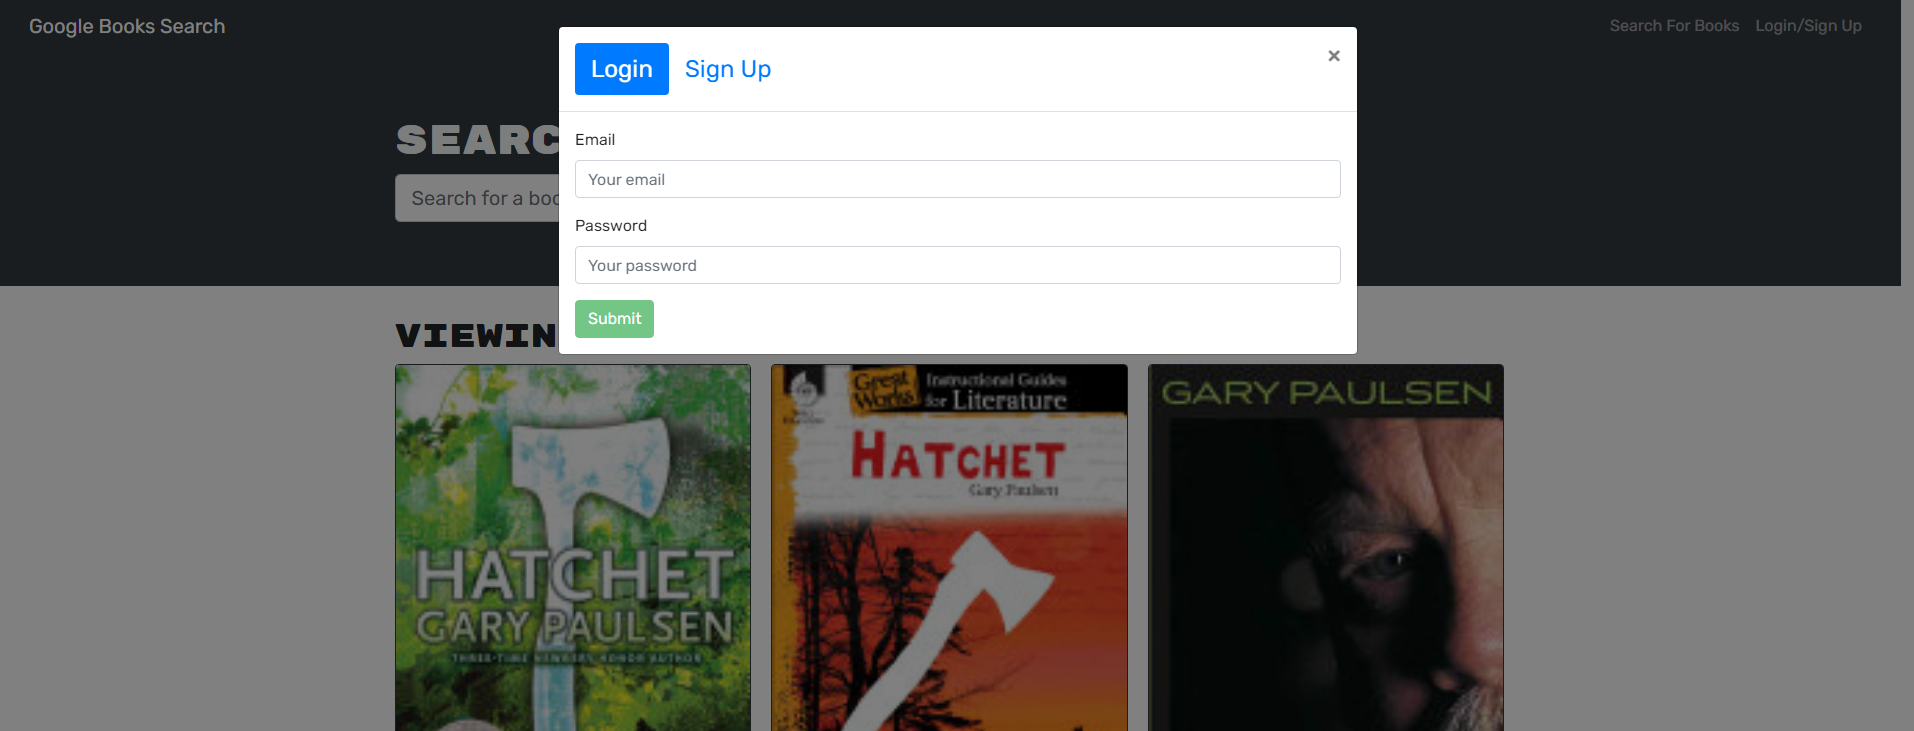 Google Books Search
Search For Books Login/Sign Up
Login Sign Up ×
SEARC
Search for a boo
Email
Your email
Password
Your password
Submit
VIEWIN
HATCHET
GARY PAULSEN
THREE-TIME NEWBERY HONOR AUTHOR
Great Works
Instructional Guides
for Literature
HATCHET
Gary Paulsen
GARY PAULSEN